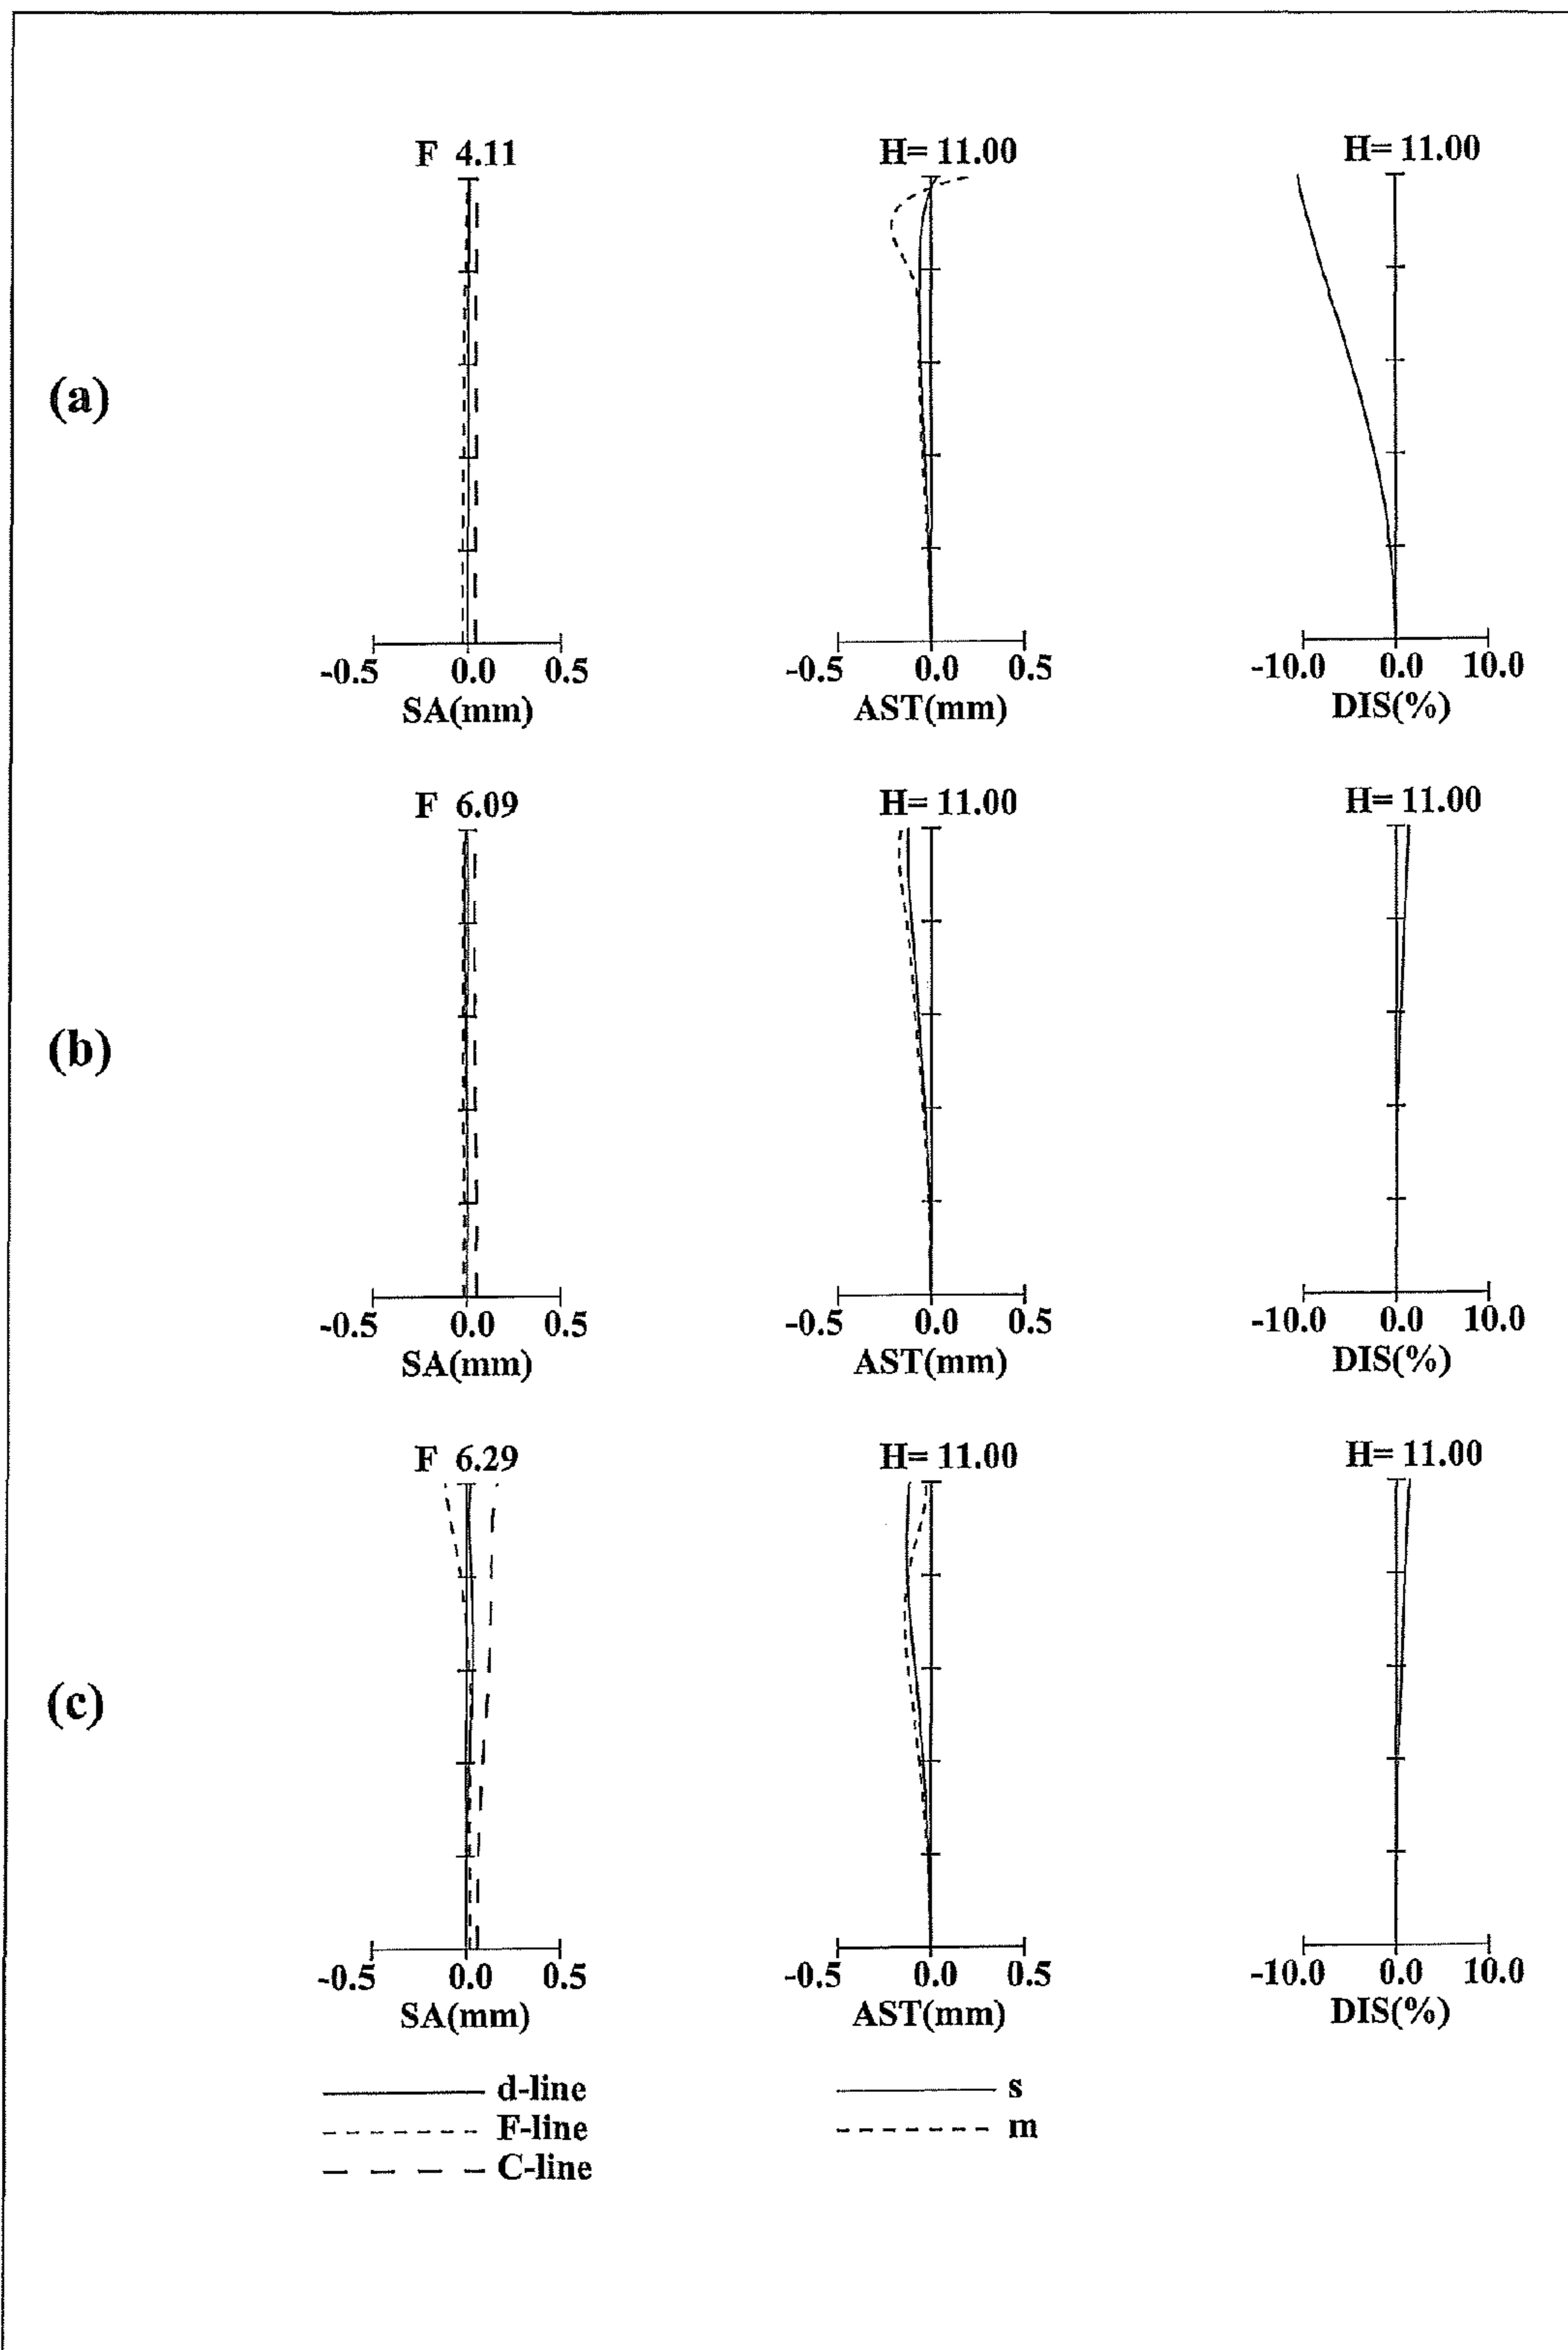 F 4.11
H= 11.00
H= 11.00
(a)
-0.5 0.0 0.5
SA(mm)
-0.5 0.0 0.5
AST(mm)
-10.0 0.0 10.0
DIS(%)
F 6.09
H= 11.00
H= 11.00
(b)
-0.5 0.0 0.5
SA(mm)
-0.5 0.0 0.5
AST(mm)
-10.0 0.0 10.0
DIS(%)
F 6.29
H= 11.00
H= 11.00
(c)
-0.5 0.0 0.5
SA(mm)
-0.5 0.0 0.5
AST(mm)
-10.0 0.0 10.0
DIS(%)
d-line
F-line
C-line
s
m